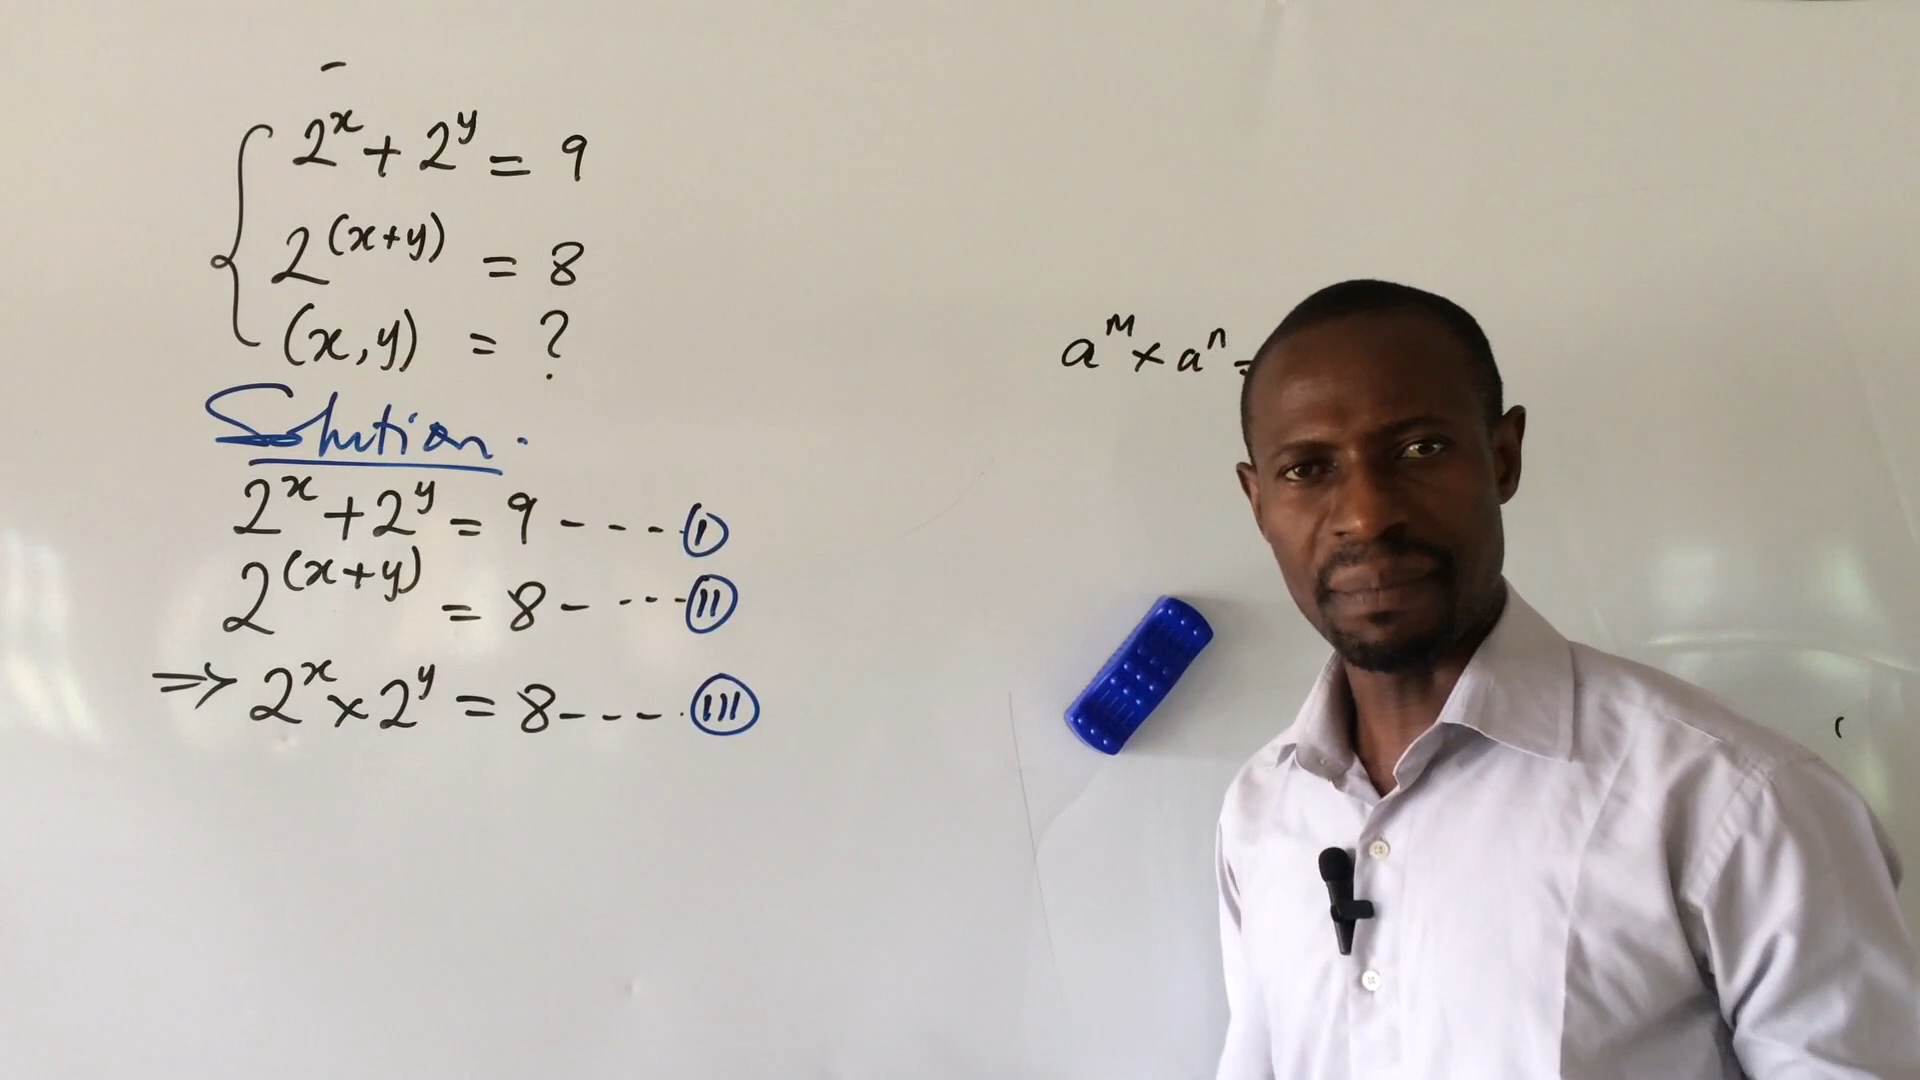 2^x + 2^y = 9
2^(x+y) = 8
(x,y) = ?
Solution.
2^x + 2^y = 9 - - - - (I)
2^(x+y) = 8 - - - - - (II)
⇒ 2^x × 2^y = 8 - - - - (III)
a^m × a^n =